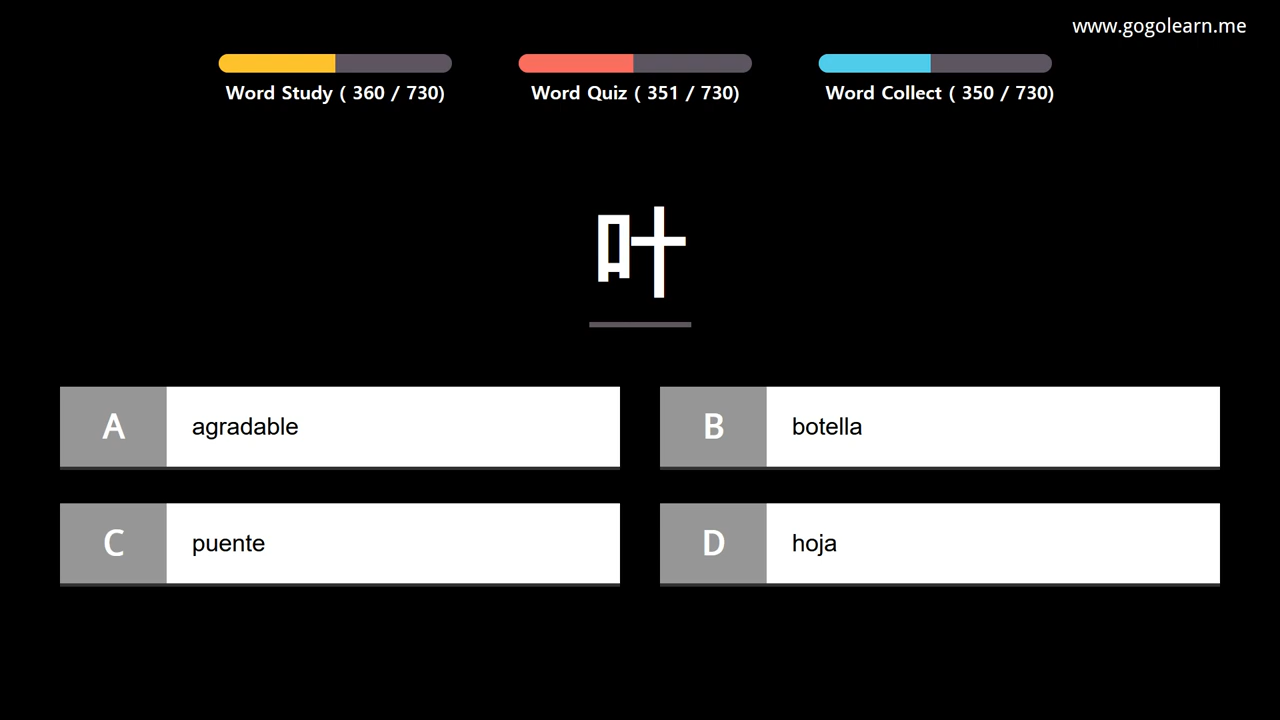 www.gogolearn.me
Word Study ( 360 / 730)
Word Quiz ( 351 / 730)
Word Collect ( 350 / 730)
叶
A
agradable
B
botella
C
puente
D
hoja